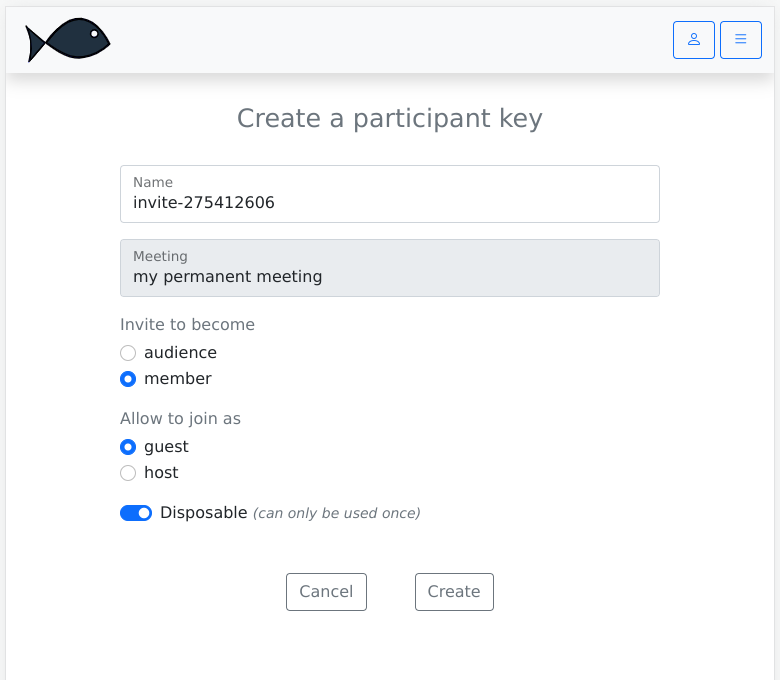 Create a participant key
Name
invite-275412606
Meeting
my permanent meeting
Invite to become
audience
member
Allow to join as
guest
host
Disposable (can only be used once)
Cancel Create